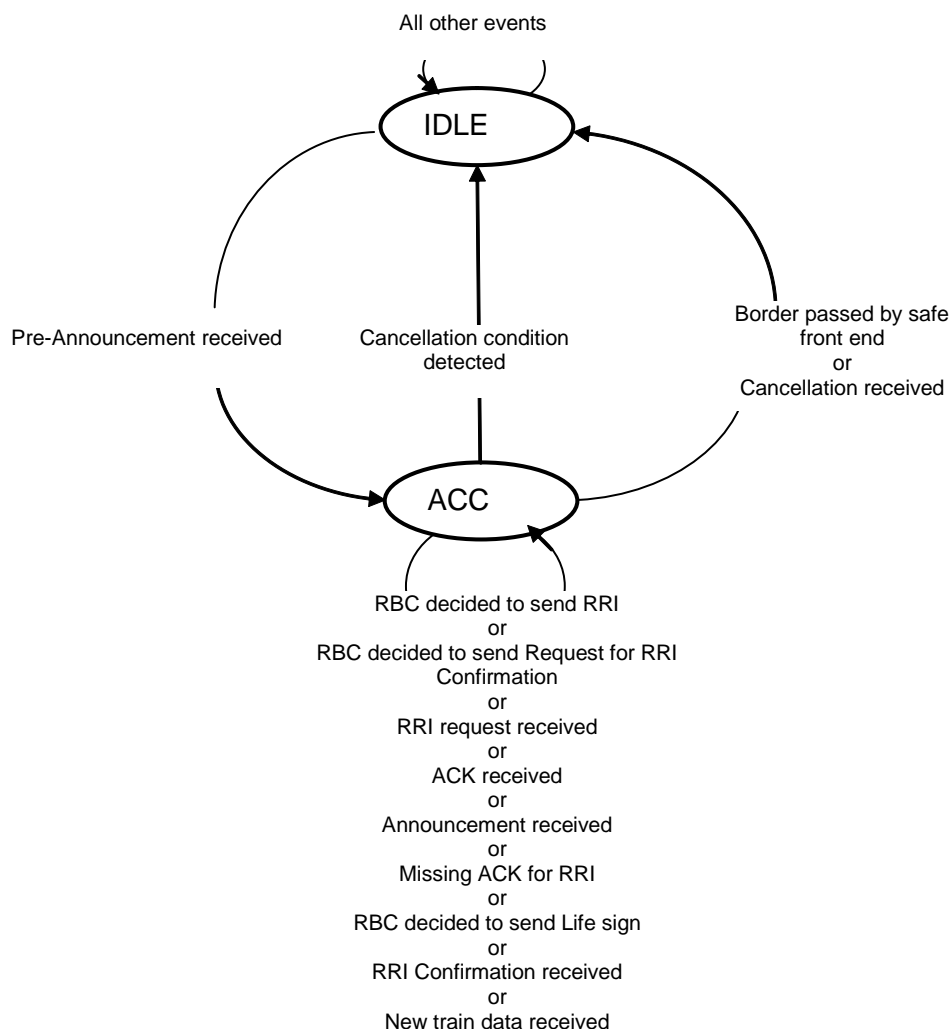 All other events
IDLE
Pre-Announcement received
Cancellation condition
detected
Border passed by safe
front end
or
Cancellation received
ACC
RBC decided to send RRI
or
RBC decided to send Request for RRI
Confirmation
or
RRI request received
or
ACK received
or
Announcement received
or
Missing ACK for RRI
or
RBC decided to send Life sign
or
RRI Confirmation received
or
New train data received